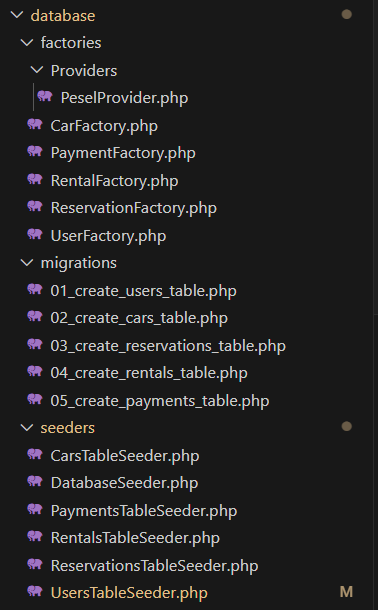 database
factories
Providers
PeselProvider.php
CarFactory.php
PaymentFactory.php
RentalFactory.php
ReservationFactory.php
UserFactory.php
migrations
01_create_users_table.php
02_create_cars_table.php
03_create_reservations_table.php
04_create_rentals_table.php
05_create_payments_table.php
seeders
CarsTableSeeder.php
DatabaseSeeder.php
PaymentsTableSeeder.php
RentalsTableSeeder.php
ReservationsTableSeeder.php
UsersTableSeeder.php M